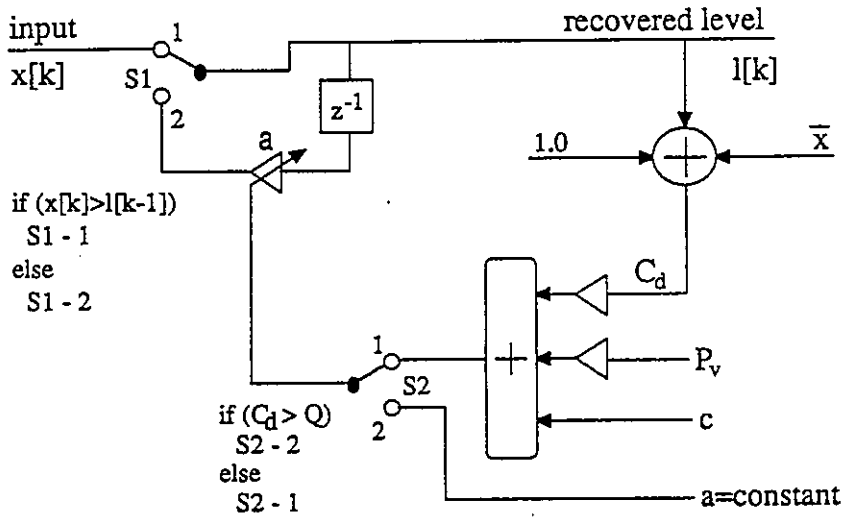 input
recovered level
x[k]
1
S1
2
z⁻¹
l[k]
a
1.0
x̄
if (x[k]>l[k-1])
S1 - 1
else
S1 - 2
C_d
P_v
c
1
S2
2
if (C_d > Q)
S2 - 2
else
S2 - 1
a=constant